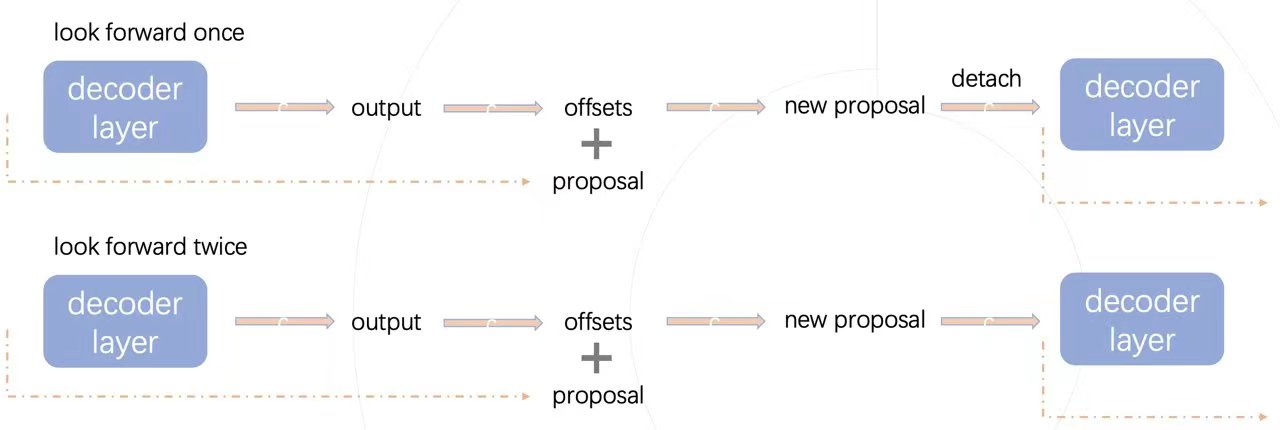 look forward once
decoder
layer
output
offsets
+
proposal
new proposal
detach
decoder
layer
look forward twice
decoder
layer
output
offsets
+
proposal
new proposal
decoder
layer